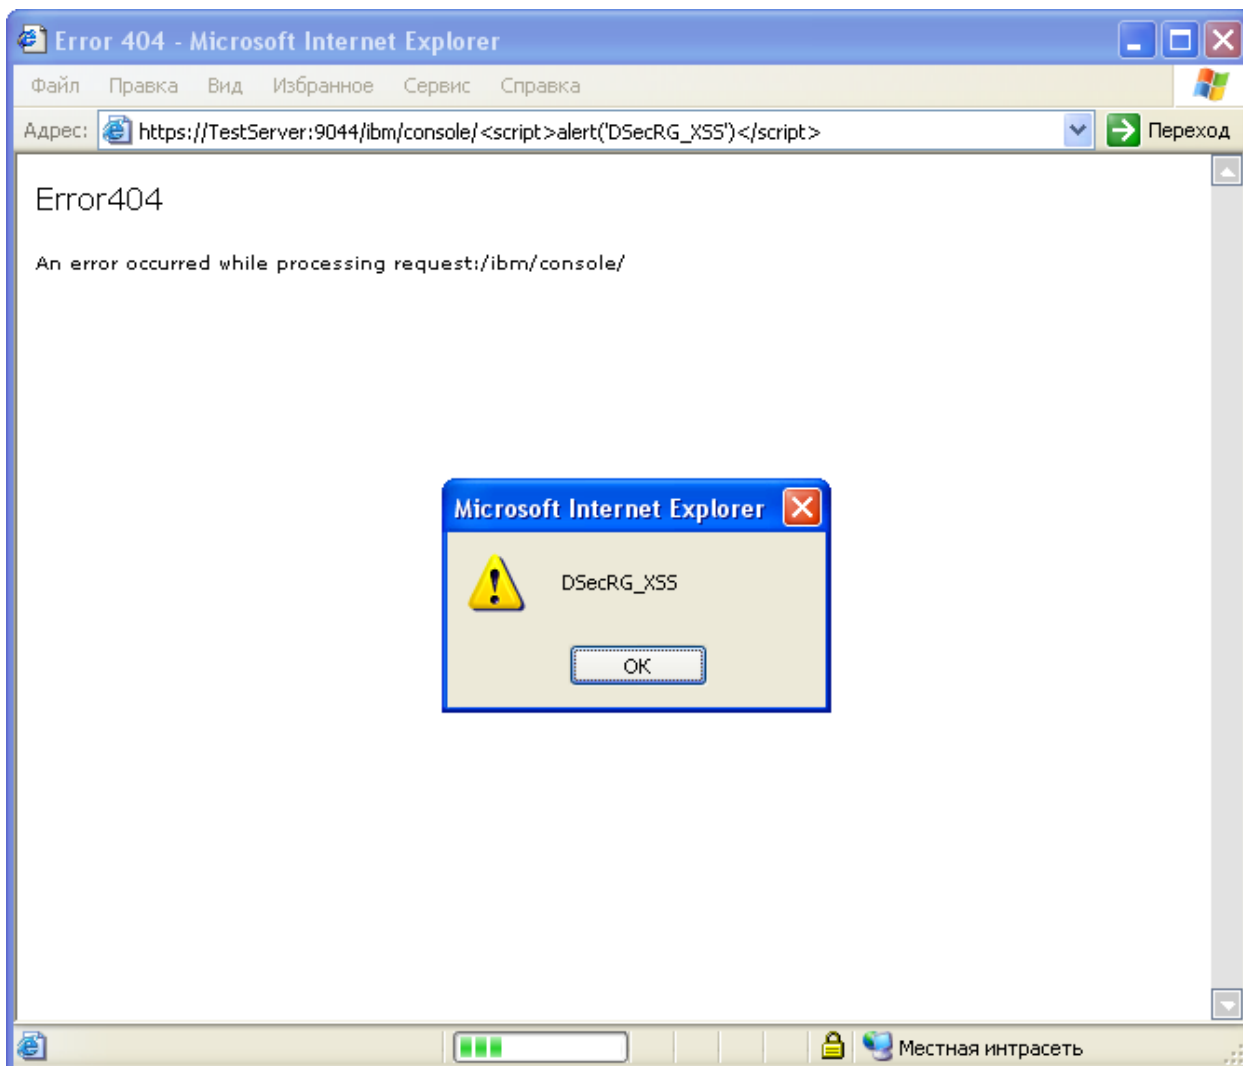 Error 404 - Microsoft Internet Explorer
Файл Правка Вид Избранное Сервис Справка
Адрес: https://TestServer:9044/ibm/console/<script>alert('DSecRG_XSS')</script> Переход
Error404
An error occurred while processing request:/ibm/console/
Microsoft Internet Explorer
DSecRG_XSS
OK
Местная интрасеть